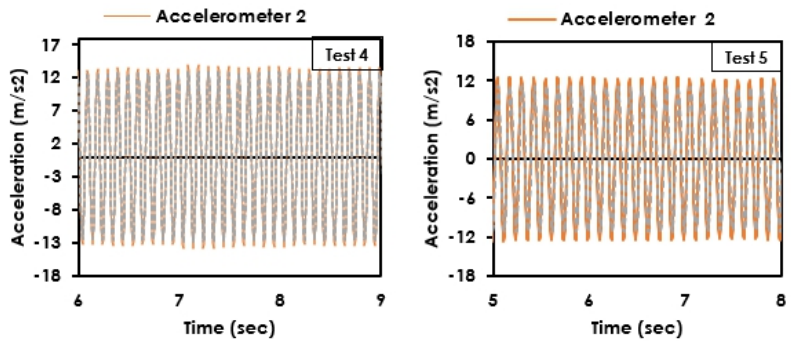 Accelerometer 2
17
12
7
2
-3
-8
-13
-18
Acceleration (m/s2)
Test 4
6 7 8 9
Time (sec)
Accelerometer 2
18
12
6
0
-6
-12
-18
Acceleration (m/s2)
Test 5
5 6 7 8
Time (sec)